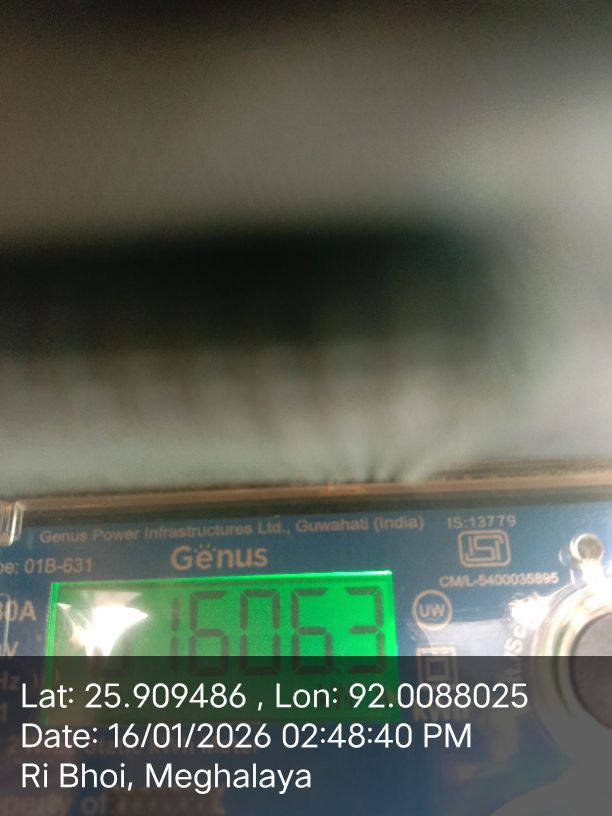 Genus Power Infrastructures Ltd., Guwahati (India)
IS:13779
01B-631
Genus
ISI
CM/L-5400035895
UW
16063
Lat: 25.909486 , Lon: 92.0088025
Date: 16/01/2026 02:48:40 PM
Ri Bhoi, Meghalaya